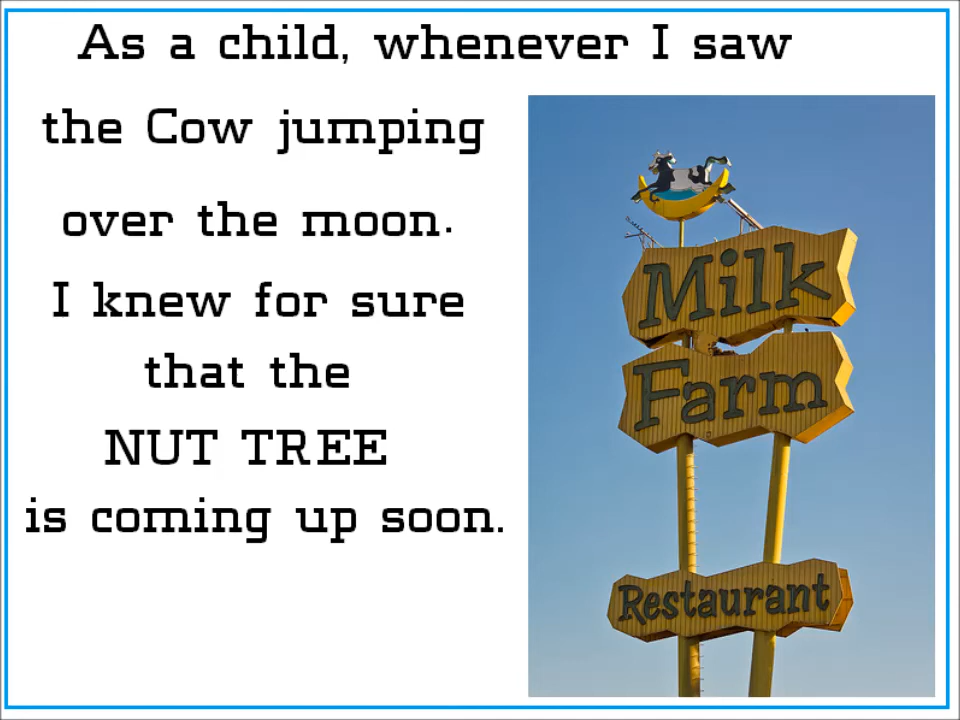 As a child, whenever I saw
the Cow jumping
over the moon.
I knew for sure
that the
NUT TREE
is coming up soon.
Milk
Farm
Restaurant